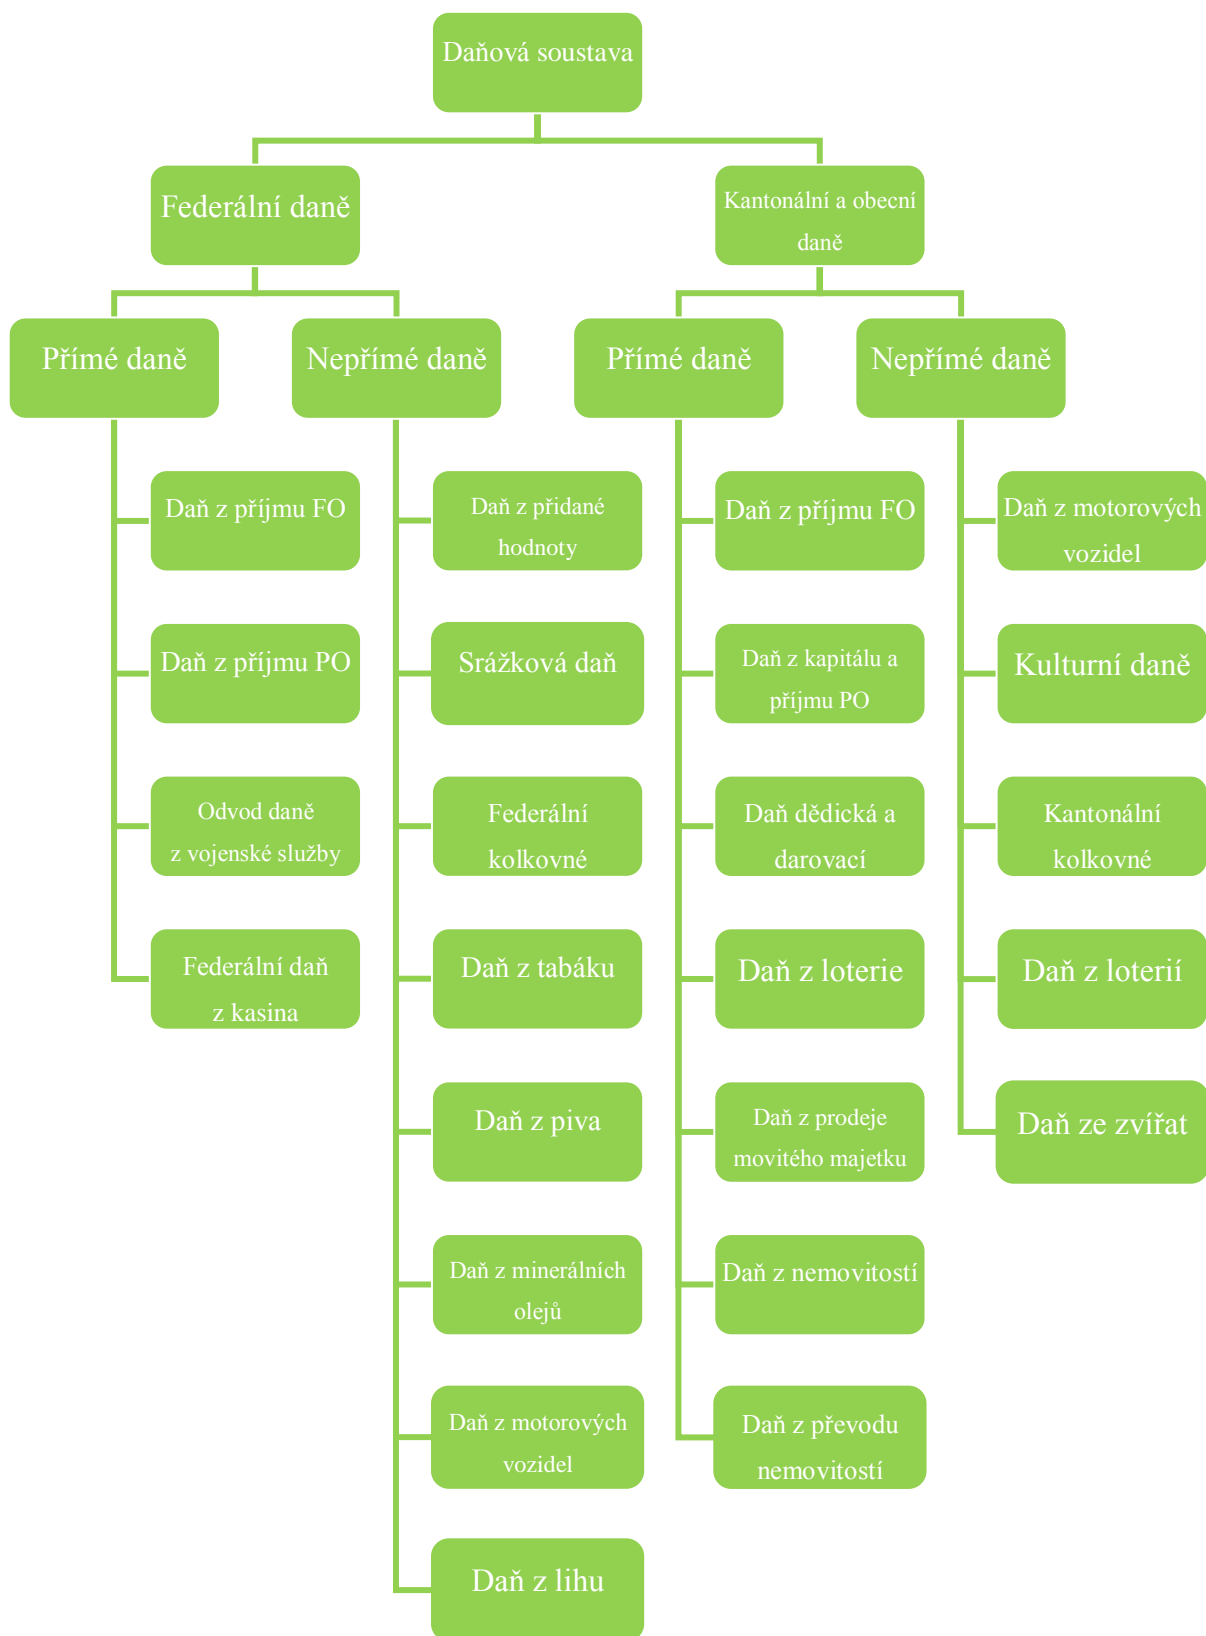 Daňová soustava
Federální daně
Kantonální a obecní
daně
Přímé daně
Nepřímé daně
Přímé daně
Nepřímé daně
Daň z příjmu FO
Daň z přidané
hodnoty
Daň z příjmu FO
Daň z motorových
vozidel
Daň z příjmu PO
Srážková daň
Daň z kapitálu a
příjmu PO
Kulturní daně
Odvod daně
z vojenské služby
Federální
kolkovné
Daň dědická a
darovací
Kantonální
kolkovné
Federální daň
z kasina
Daň z tabáku
Daň z loterie
Daň z loterií
Daň z piva
Daň z prodeje
movitého majetku
Daň ze zvířat
Daň z minerálních
olejů
Daň z nemovitostí
Daň z motorových
vozidel
Daň z převodu
nemovitostí
Daň z lihu